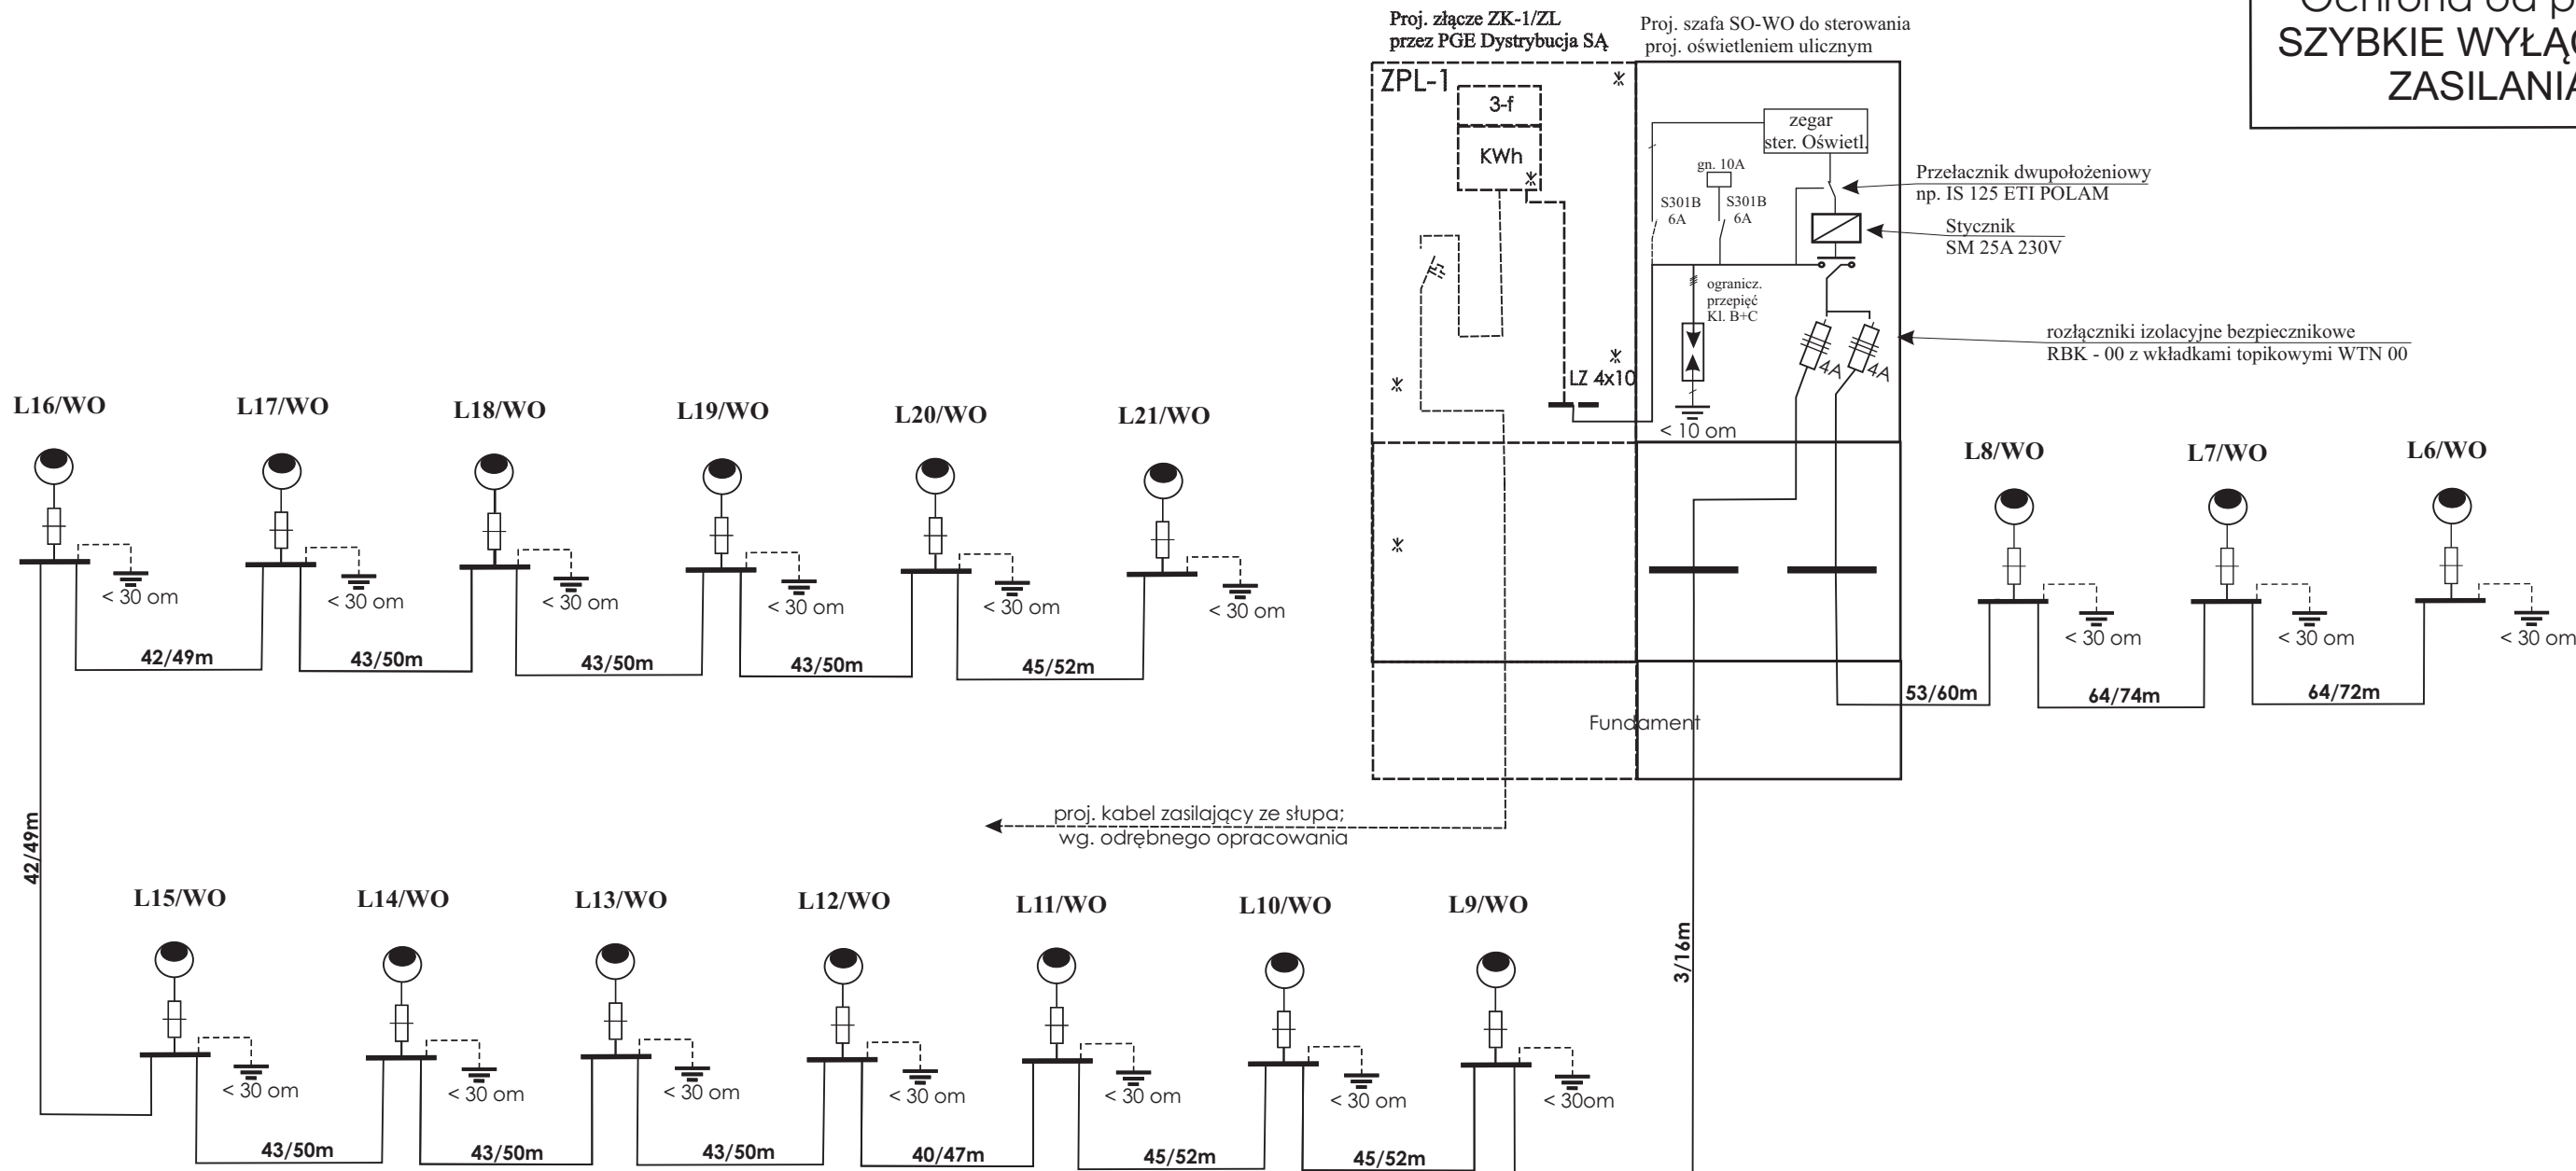 Proj. złącze ZK-1/ZL
przez PGE Dystrybucja SĄ
Proj. szafa SO-WO do sterowania
proj. oświetleniem ulicznym
SZYBKIE
ZASILANIA
ZPL-1
3-f
KWh
LZ 4x10
zegar
ster. Oświetl.
gn. 10A
S301B
6A
S301B
6A
ogranicz.
przepięć
Kl. B+C
< 10 om
4A
4A
Przełacznik dwupołożeniowy
np. IS 125 ETI POLAM
Stycznik
SM 25A 230V
rozłączniki izolacyjne bezpiecznikowe
RBK - 00 z wkładkami topikowymi WTN 00
L16/WO
L17/WO
L18/WO
L19/WO
L20/WO
L21/WO
< 30 om
< 30 om
< 30 om
< 30 om
< 30 om
< 30 om
42/49m
43/50m
43/50m
43/50m
45/52m
L8/WO
L7/WO
L6/WO
< 30 om
< 30 om
< 30 om
53/60m
64/74m
64/72m
Fundament
proj. kabel zasilający ze słupa;
wg. odrębnego opracowania
42/49m
3/16m
L15/WO
L14/WO
L13/WO
L12/WO
L11/WO
L10/WO
L9/WO
< 30 om
< 30 om
< 30 om
< 30 om
< 30 om
< 30 om
< 30om
43/50m
43/50m
43/50m
40/47m
45/52m
45/52m